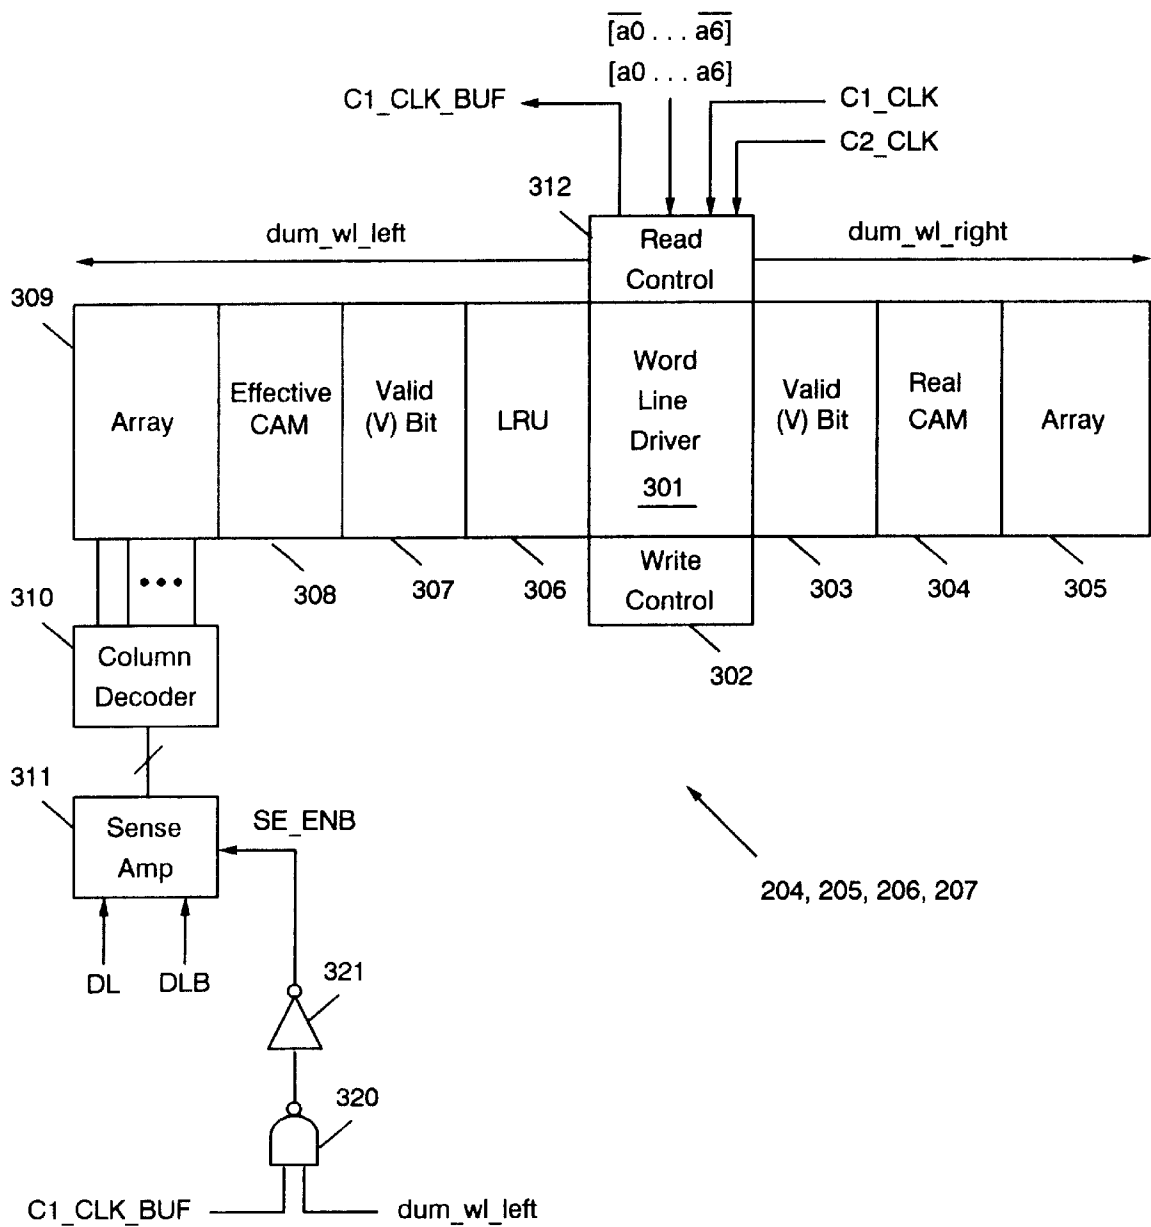 [a̅0̅ . . . a̅6̅]
[a0 . . . a6]
C1_CLK_BUF
C1_CLK
C2_CLK
312
dum_wl_left
Read
Control
dum_wl_right
309
Array
Effective
CAM
Valid
(V) Bit
LRU
Word
Line
Driver
301
Valid
(V) Bit
Real
CAM
Array
308
307
306
Write
Control
303
304
305
302
310
Column
Decoder
311
Sense
Amp
SE_ENB
DL
DLB
204, 205, 206, 207
321
320
C1_CLK_BUF
dum_wl_left